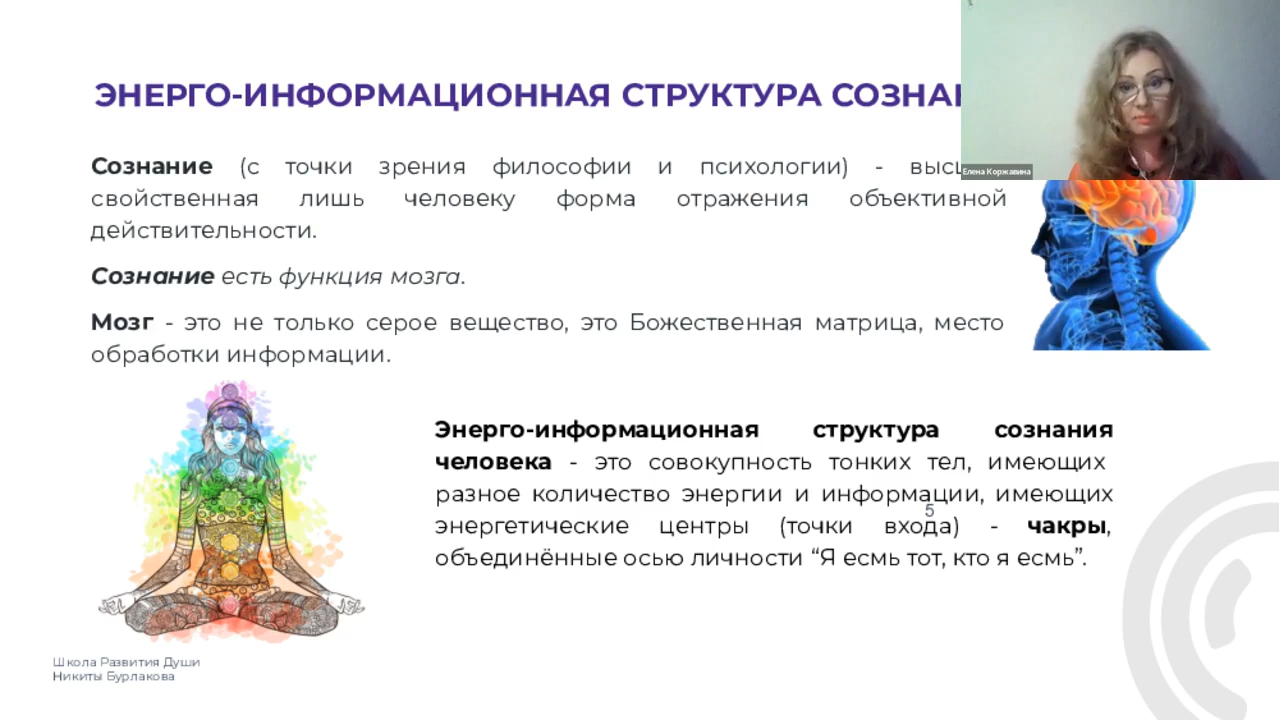 ЭНЕРГО-ИНФОРМАЦИОННАЯ СТРУКТУРА
Елена Коржавина
Сознание (с точки зрения философии и психологии) -
свойственная лишь человеку форма отражения объективной
действительности.
Сознание есть функция мозга.
Мозг - это не только серое вещество, это Божественная матрица, место
обработки информации.
Энерго-информационная структура сознания
человека - это совокупность тонких тел, имеющих
разное количество энергии и информации, имеющих
5
энергетические центры (точки входа) - чакры,
объединённые осью личности “Я есмь тот, кто я есмь”.
Школа Развития Души
Никиты Бурлакова